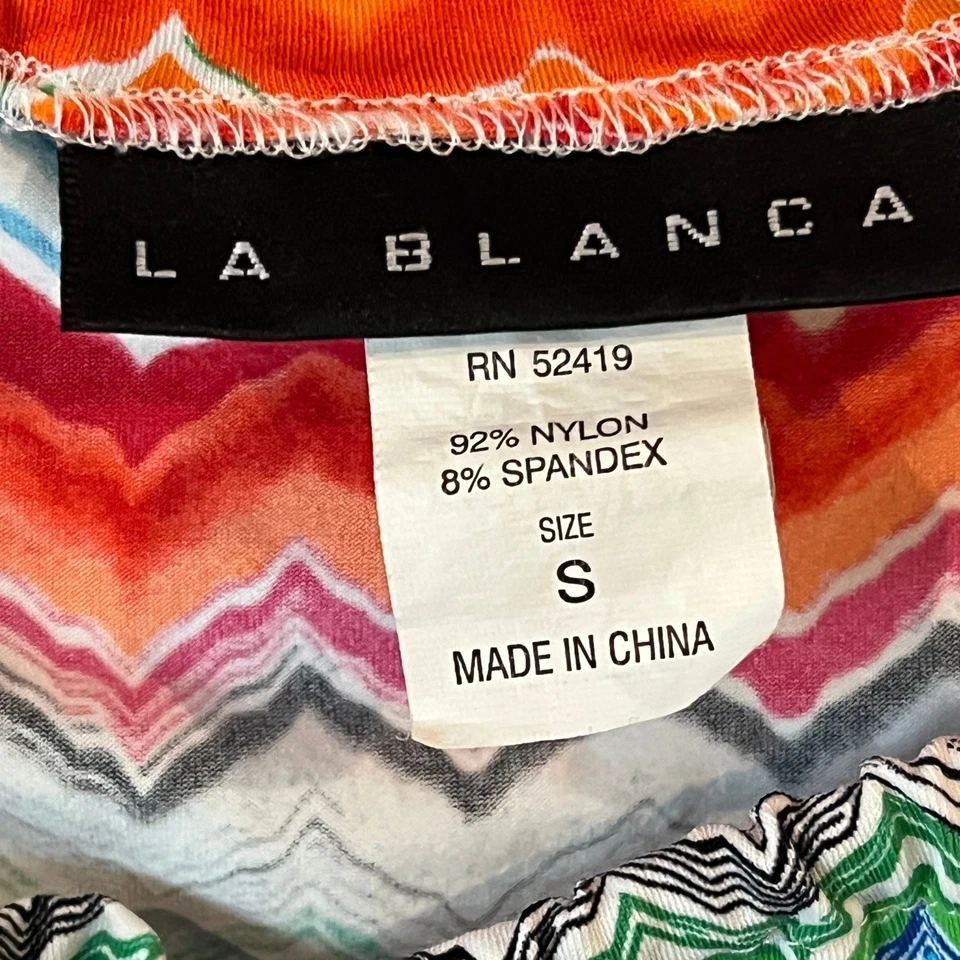 LA BLANCA
RN 52419
92% NYLON
8% SPANDEX
SIZE
S
MADE IN CHINA